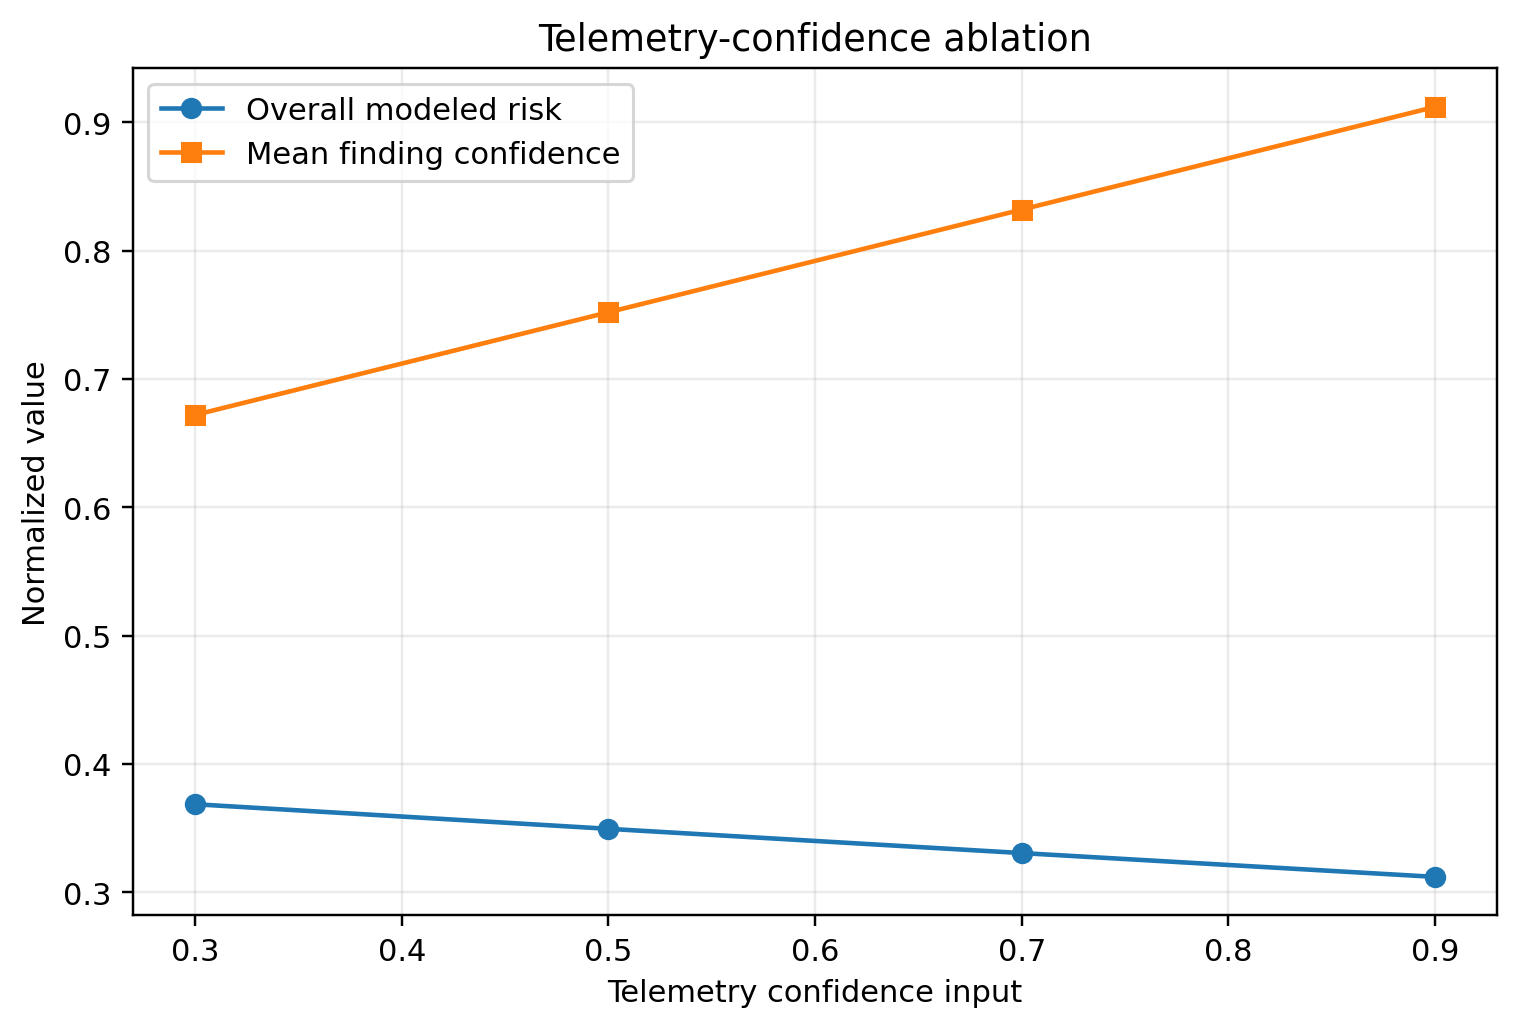 Telemetry-confidence ablation
Overall modeled risk
Mean finding confidence
Normalized value
0.9
0.8
0.7
0.6
0.5
0.4
0.3
0.3
0.4
0.5
0.6
0.7
0.8
0.9
Telemetry confidence input